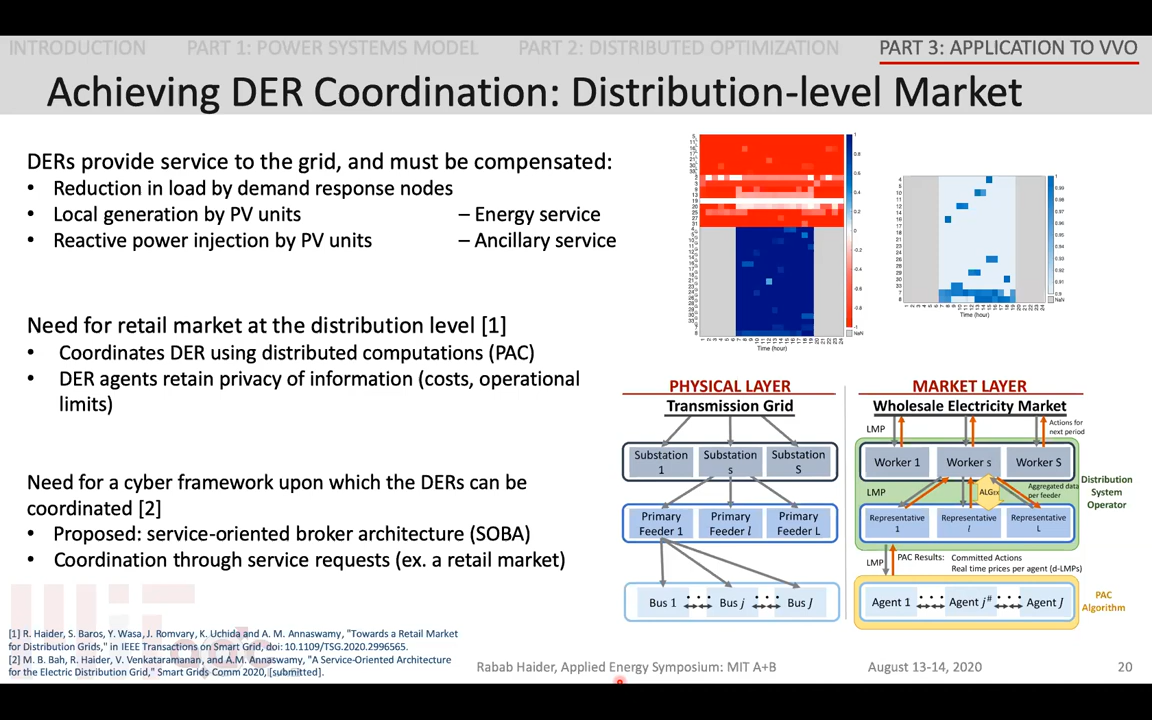 INTRODUCTION PART 1: POWER SYSTEMS MODEL PART 2: DISTRIBUTED OPTIMIZATION PART 3: APPLICATION TO VVO
Achieving DER Coordination: Distribution-level Market
DERs provide service to the grid, and must be compensated:
• Reduction in load by demand response nodes
• Local generation by PV units – Energy service
• Reactive power injection by PV units – Ancillary service
Need for retail market at the distribution level [1]
• Coordinates DER using distributed computations (PAC)
• DER agents retain privacy of information (costs, operational
limits)
Need for a cyber framework upon which the DERs can be
coordinated [2]
• Proposed: service-oriented broker architecture (SOBA)
• Coordination through service requests (ex. a retail market)
[1] R. Haider, S. Baros, Y. Wasa, J. Romvary, K. Uchida and A. M. Annaswamy, "Towards a Retail Market
for Distribution Grids," in IEEE Transactions on Smart Grid, doi: 10.1109/TSG.2020.2996565.
[2] M. B. Bah, R. Haider, V. Venkataramanan, and A.M. Annaswamy, "A Service-Oriented Architecture
for the Electric Distribution Grid," Smart Grids Comm 2020, [submitted].
Time (hour)
Time (hour)
PHYSICAL LAYER
Transmission Grid
Substation 1
Substation s
Substation S
Primary Feeder 1
Primary Feeder l
Primary Feeder L
Bus 1 • • • Bus j • • • Bus J
MARKET LAYER
Wholesale Electricity Market
LMP
Actions for
next period
Worker 1 Worker s Worker S
LMP
ALGEX
Aggregated data
per feeder
Distribution
System
Operator
Representative 1
Representative l
Representative L
LMP
PAC Results: Committed Actions
Real time prices per agent (d-LMPs)
Agent 1 • • • Agent j# • • • Agent J
PAC
Algorithm
Rabab Haider, Applied Energy Symposium: MIT A+B August 13-14, 2020 20